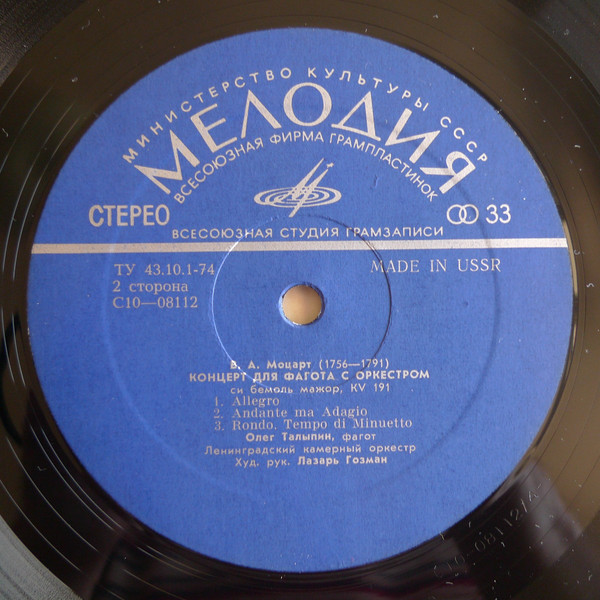 МИНИСТЕРСТВО КУЛЬТУРЫ СССР
МЕЛОДИЯ
ВСЕСОЮЗНАЯ ФИРМА ГРАМПЛАСТИНОК
СТЕРЕО
33
ВСЕСОЮЗНАЯ СТУДИЯ ГРАМЗАПИСИ
ТУ 43.10.1-74
MADE IN USSR
2 сторона
С10—08112
В. А. Моцарт (1756—1791)
КОНЦЕРТ ДЛЯ ФАГОТА С ОРКЕСТРОМ
си бемоль мажор, KV 191
1. Allegro
2. Andante ma Adagio
3. Rondo. Tempo di Minuetto
Олег Талыпин, фагот
Ленинградский камерный оркестр
Худ. рук. Лазарь Гозман